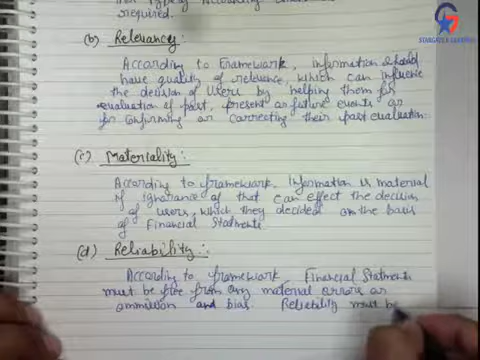 required.
STARGATE LEARNING
(b) Relevancy:
According to Framework, information should
have quality of relevance, which can influence
the decision of users by helping them for
evaluation of past, present or future events or
for confirming or correcting their past evaluation.
(c) Materiality:
According to framework, Information is material
if ignorance of that can effect the decision
of users, which they decided on the basis
of Financial Statments
(d) Reliability:
According to framework Financial Statments
must be free from any material errors or
ommission and bias. Reliability must be